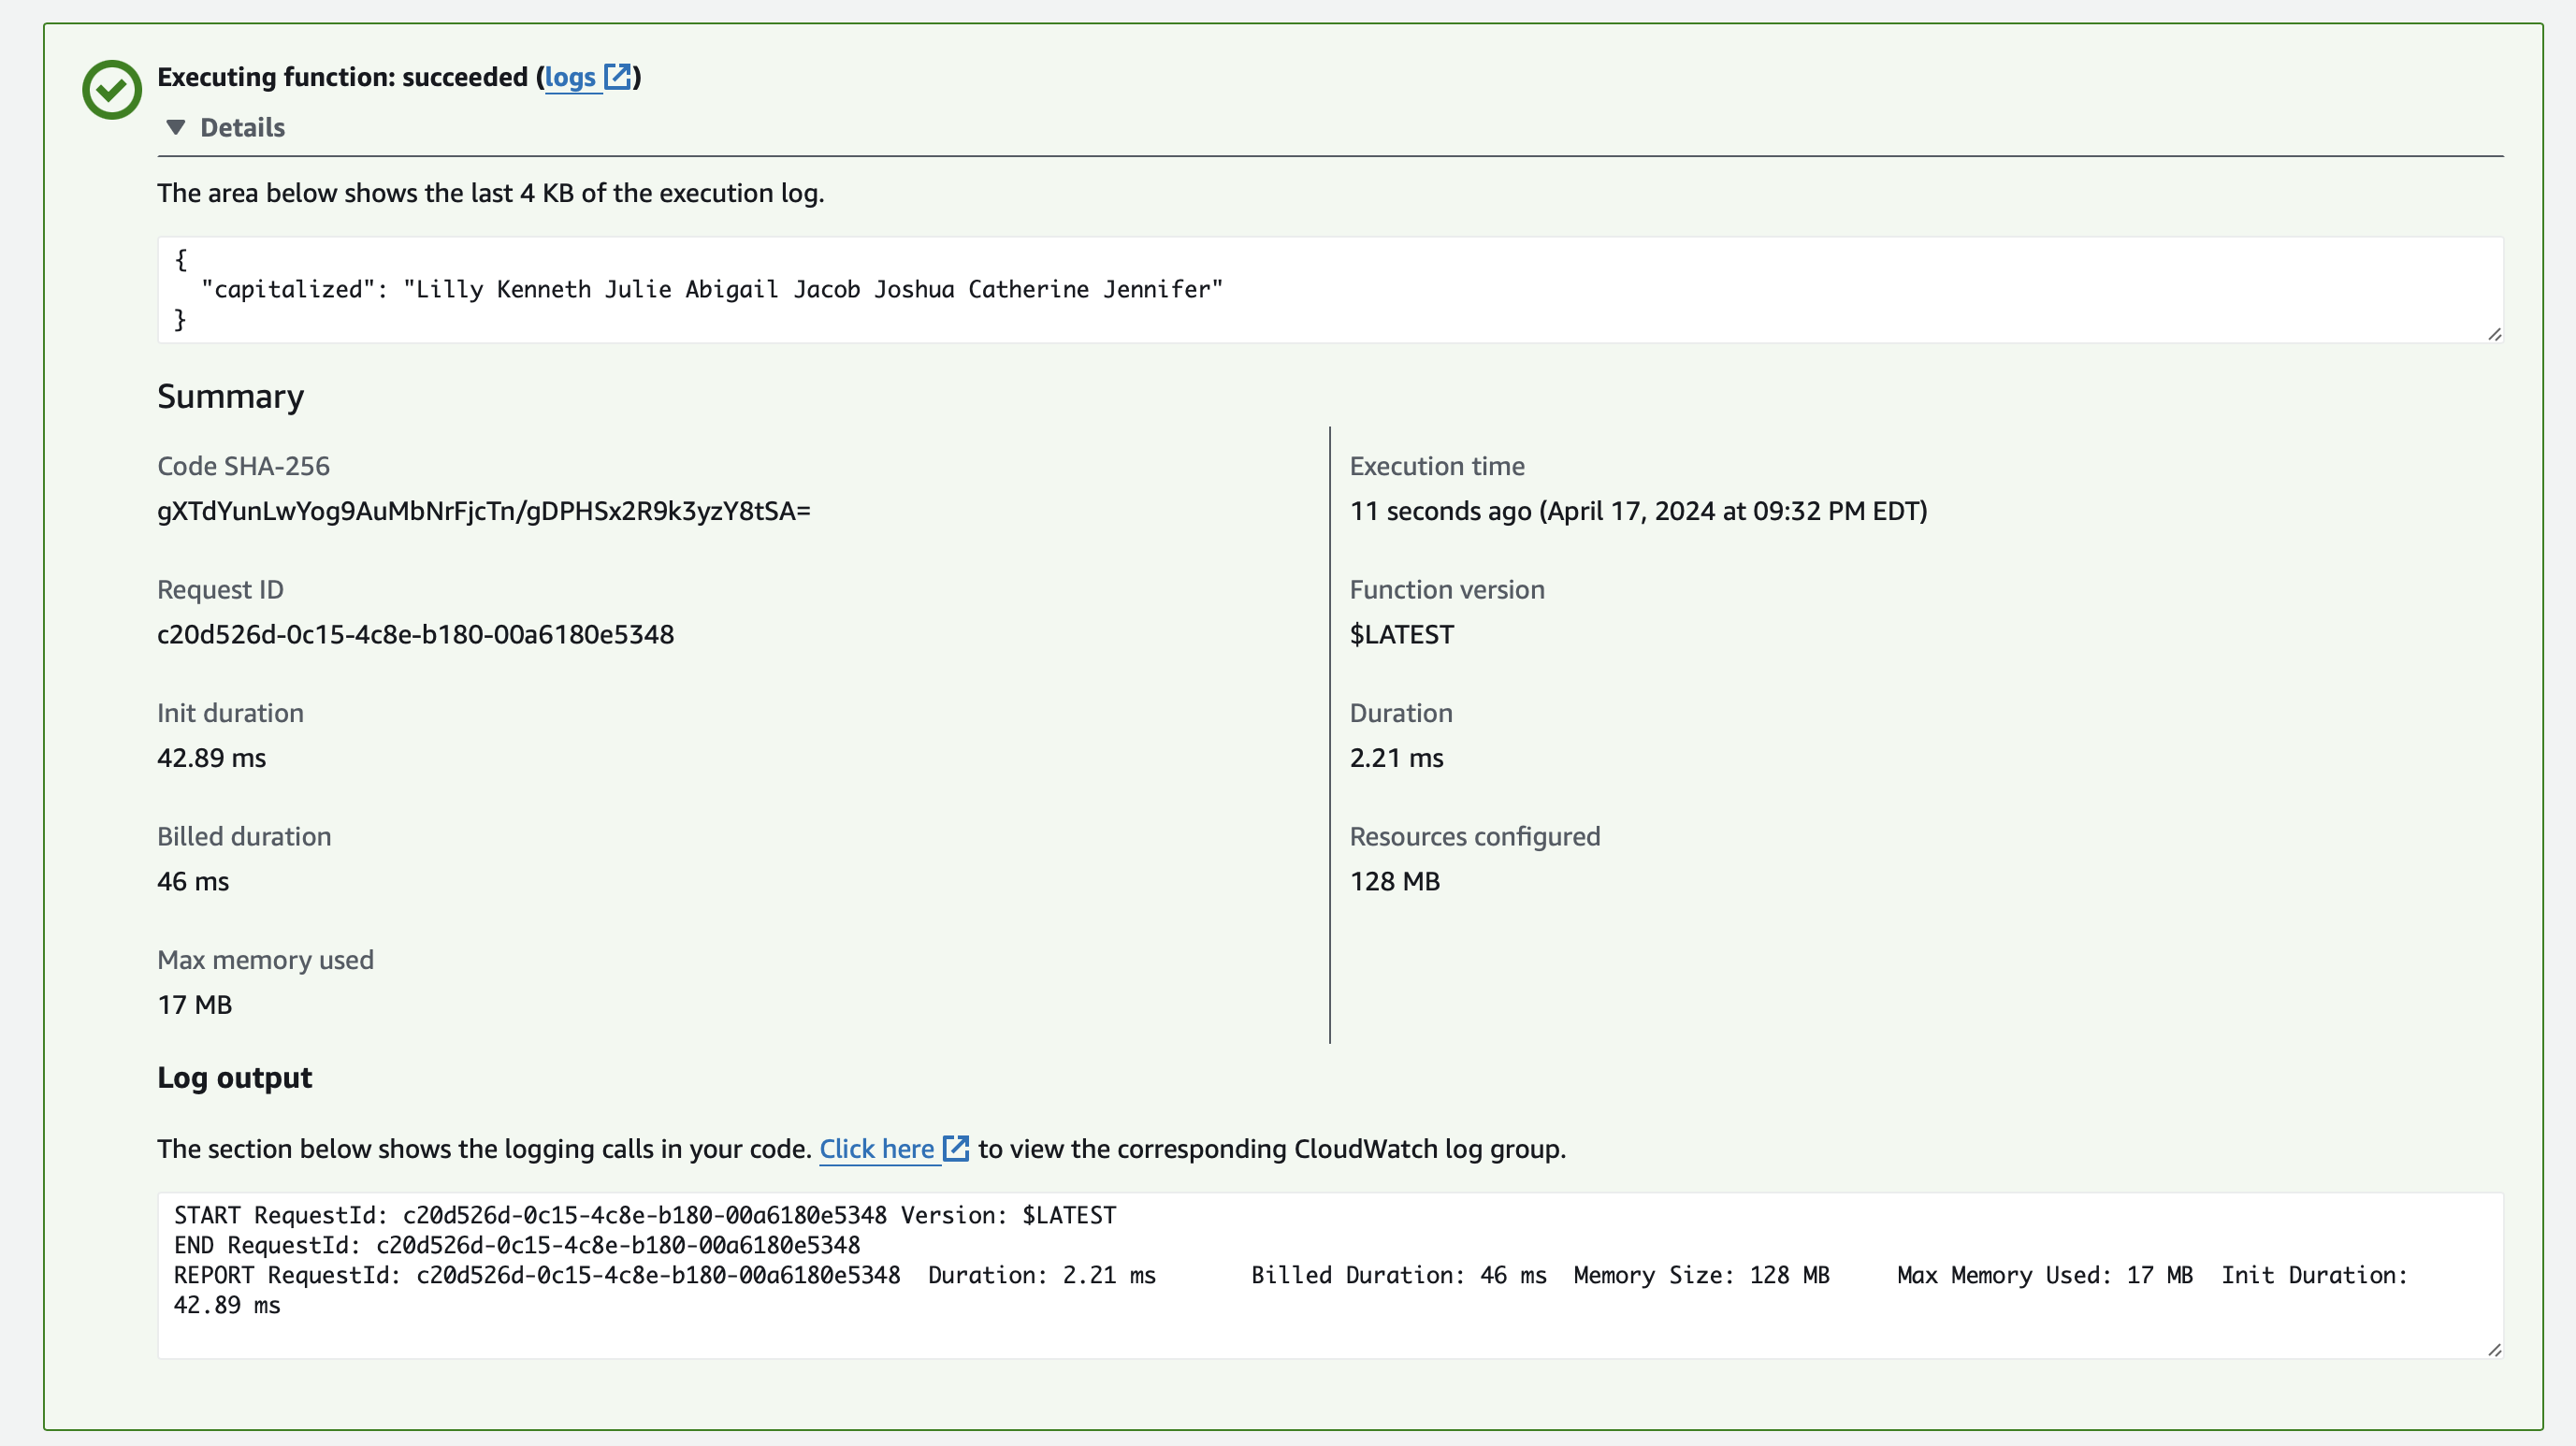 Executing function: succeeded (logs)
Details
The area below shows the last 4 KB of the execution log.
{
  "capitalized": "Lilly Kenneth Julie Abigail Jacob Joshua Catherine Jennifer"
}
Summary
Code SHA-256
gXTdYunLwYog9AuMbNrFjcTn/gDPHSx2R9k3yzY8tSA=
Request ID
c20d526d-0c15-4c8e-b180-00a6180e5348
Init duration
42.89 ms
Billed duration
46 ms
Max memory used
17 MB
Execution time
11 seconds ago (April 17, 2024 at 09:32 PM EDT)
Function version
$LATEST
Duration
2.21 ms
Resources configured
128 MB
Log output
The section below shows the logging calls in your code. Click here to view the corresponding CloudWatch log group.
START RequestId: c20d526d-0c15-4c8e-b180-00a6180e5348 Version: $LATEST
END RequestId: c20d526d-0c15-4c8e-b180-00a6180e5348
REPORT RequestId: c20d526d-0c15-4c8e-b180-00a6180e5348  Duration: 2.21 ms  Billed Duration: 46 ms  Memory Size: 128 MB  Max Memory Used: 17 MB  Init Duration:
42.89 ms